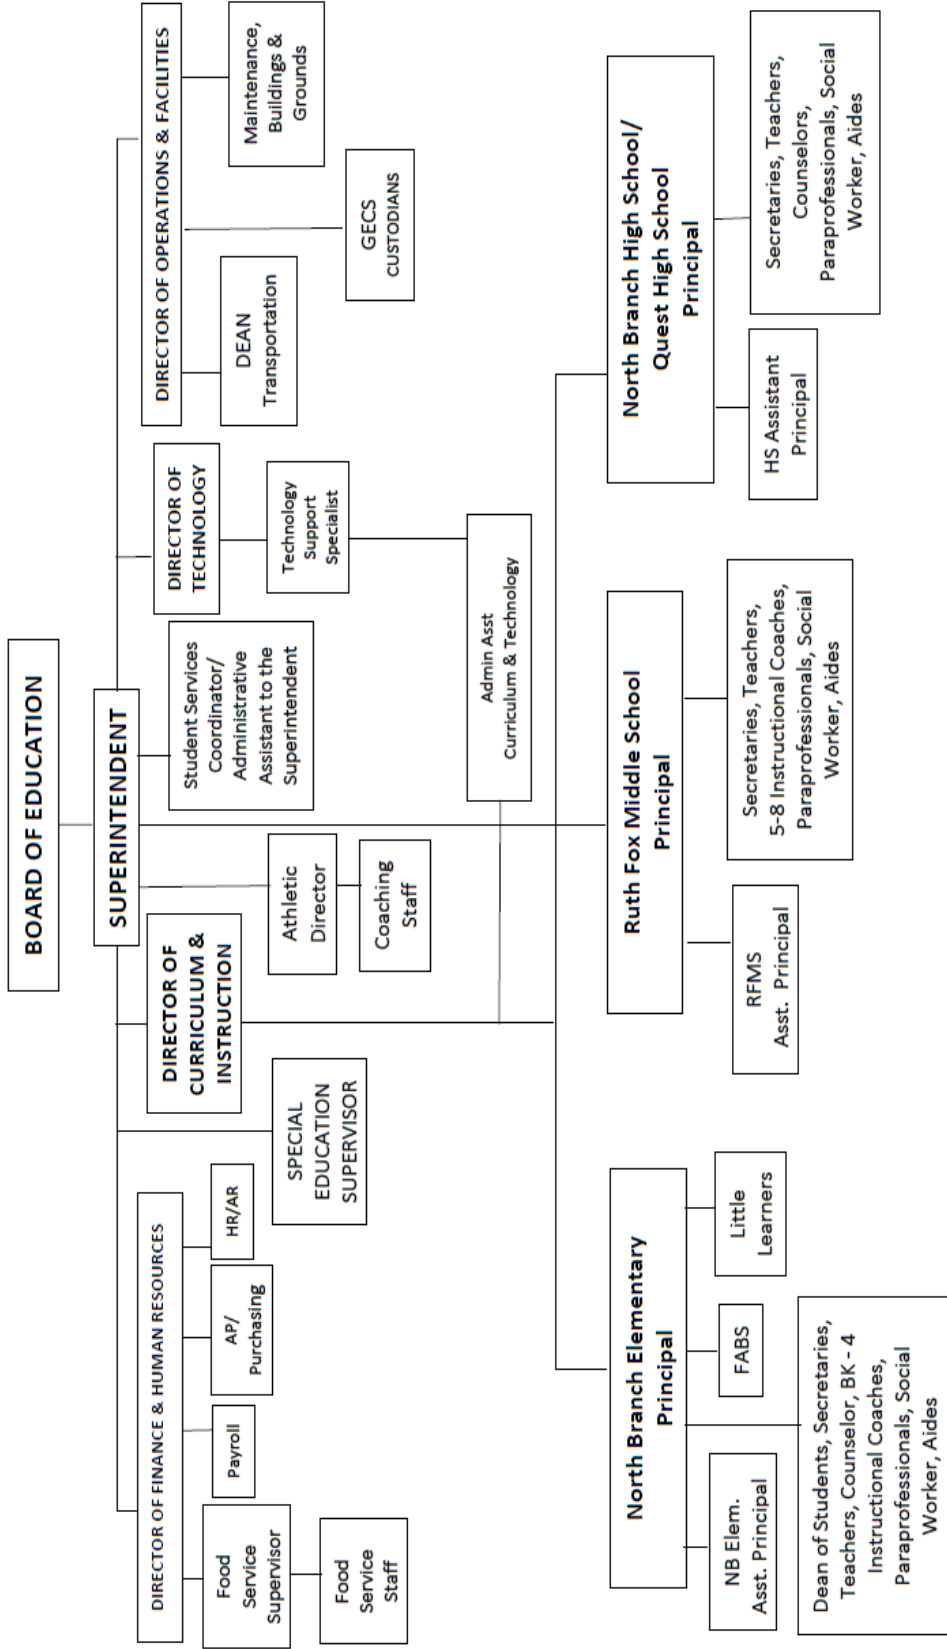 BOARD OF EDUCATION
SUPERINTENDENT
DIRECTOR OF FINANCE & HUMAN RESOURCES
Food
Service
Supervisor
Food
Service
Staff
Payroll
AP/
Purchasing
HR/AR
SPECIAL
EDUCATION
SUPERVISOR
DIRECTOR OF
CURRICULUM &
INSTRUCTION
Athletic
Director
Coaching
Staff
Student Services
Coordinator/
Administrative
Assistant to the
Superintendent
DIRECTOR OF
TECHNOLOGY
Technology
Support
Specialist
Admin Asst
Curriculum & Technology
DIRECTOR OF OPERATIONS & FACILITIES
DEAN
Transportation
GECS
CUSTODIANS
Maintenance,
Buildings &
Grounds
North Branch Elementary
Principal
NB Elem.
Asst. Principal
Dean of Students, Secretaries,
Teachers, Counselor, BK - 4
Instructional Coaches,
Paraprofessionals, Social
Worker, Aides
FABS
Little
Learners
Ruth Fox Middle School
Principal
RFMS
Asst. Principal
Secretaries, Teachers,
5-8 Instructional Coaches,
Paraprofessionals, Social
Worker, Aides
North Branch High School/
Quest High School
Principal
HS Assistant
Principal
Secretaries, Teachers,
Counselors,
Paraprofessionals, Social
Worker, Aides